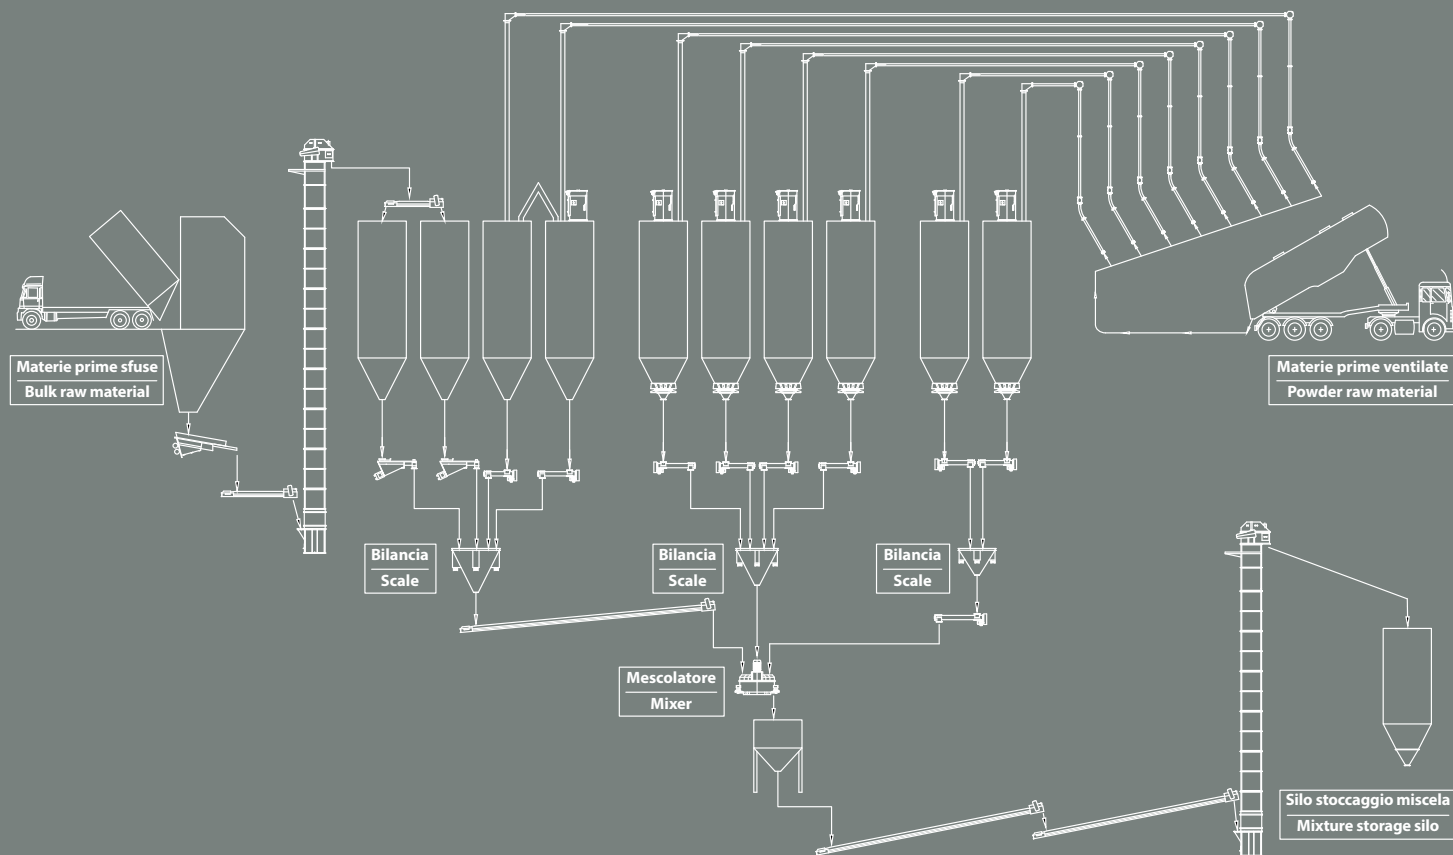 Materie prime sfuse
Bulk raw material
Materie prime ventilate
Powder raw material
Bilancia
Scale
Bilancia
Scale
Bilancia
Scale
Mescolatore
Mixer
Silo stoccaggio miscela
Mixture storage silo